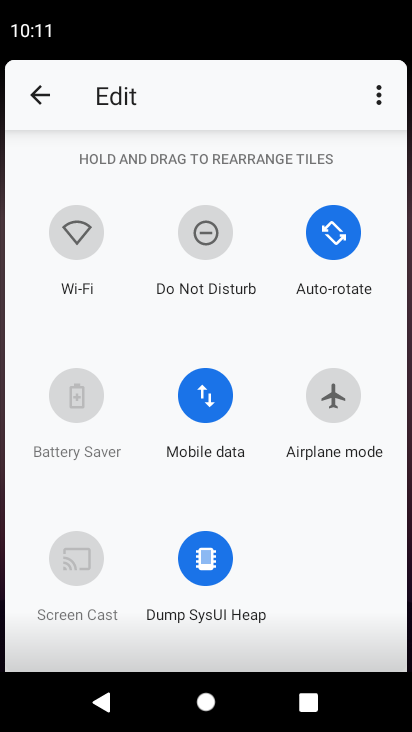 10:11
Edit
HOLD AND DRAG TO REARRANGE TILES
Wi-Fi
Do Not Disturb
Auto-rotate
Battery Saver
Mobile data
Airplane mode
Screen Cast
Dump SysUI Heap